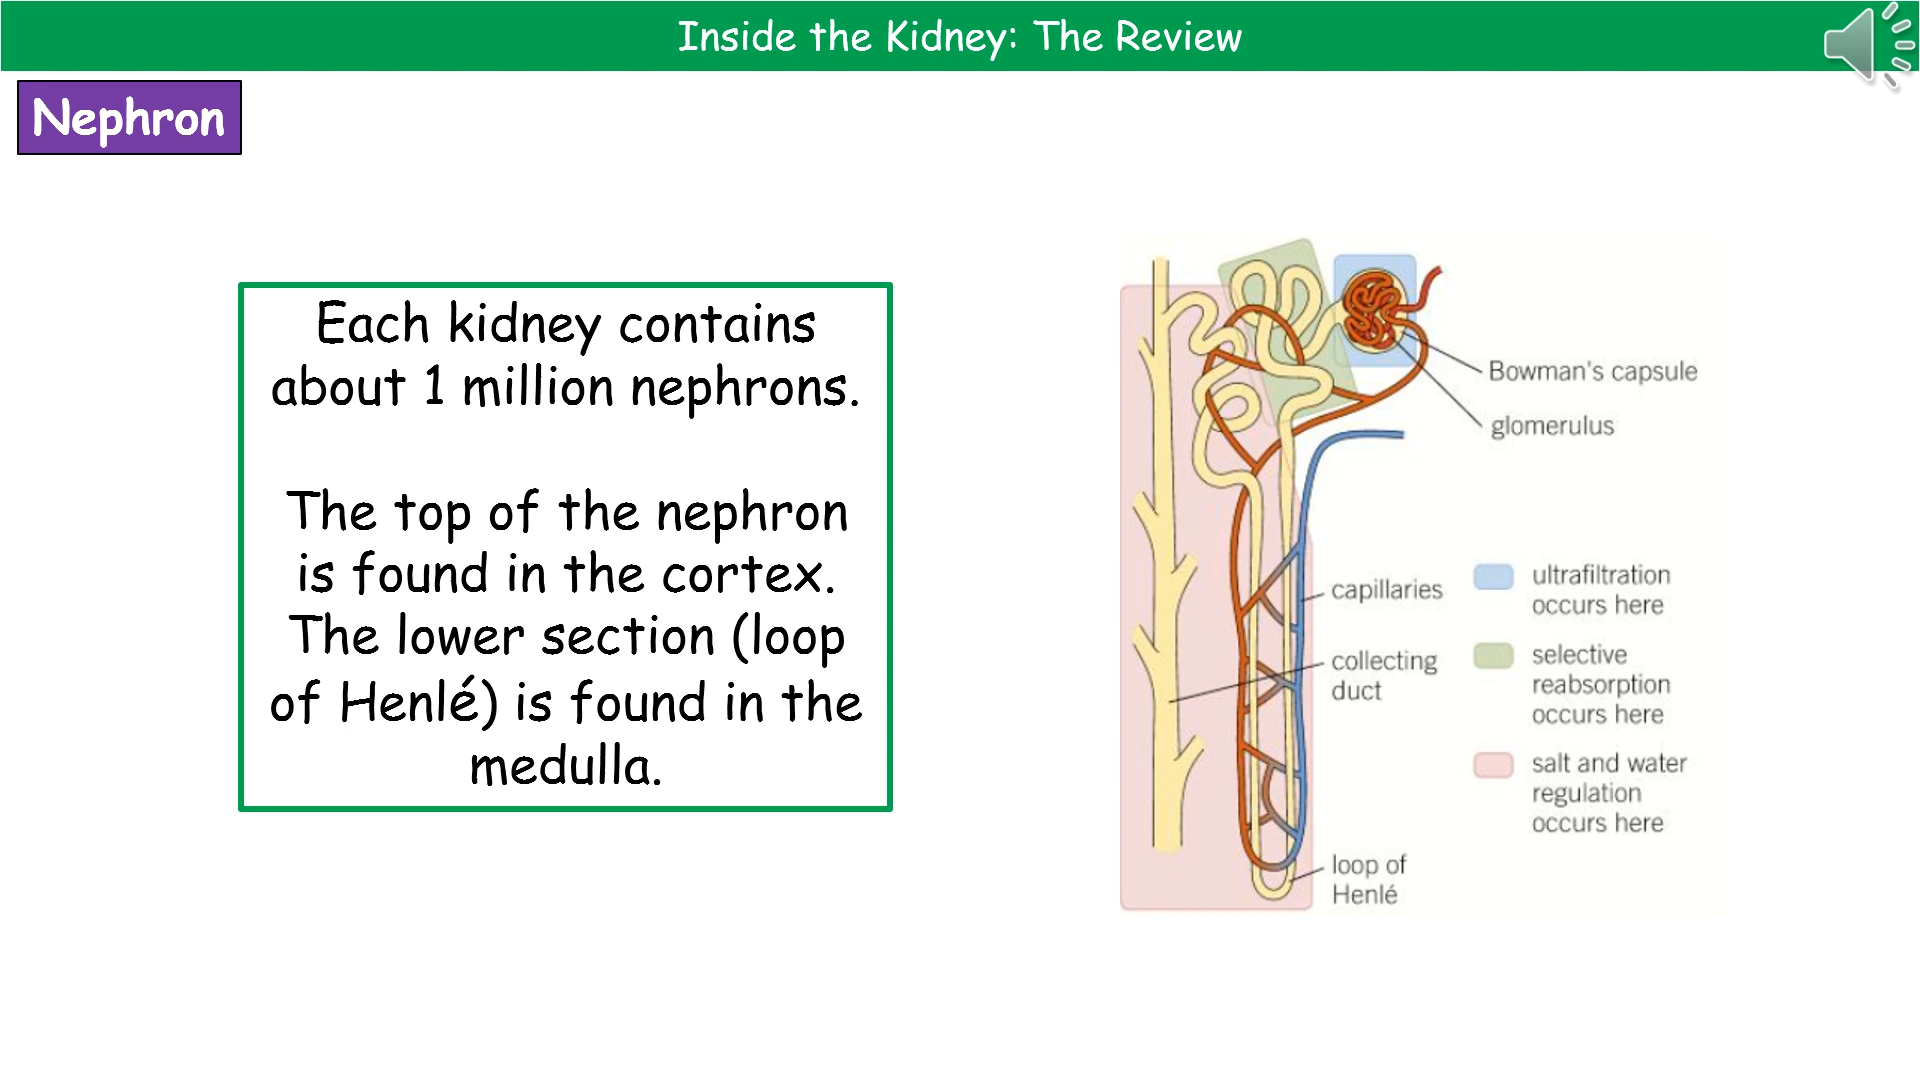 Inside the Kidney: The Review
Nephron
Each kidney contains
about 1 million nephrons.
The top of the nephron
is found in the cortex.
The lower section (loop
of Henlé) is found in the
medulla.
Bowman's capsule
glomerulus
capillaries
collecting
duct
loop of
Henlé
ultrafiltration
occurs here
selective
reabsorption
occurs here
salt and water
regulation
occurs here